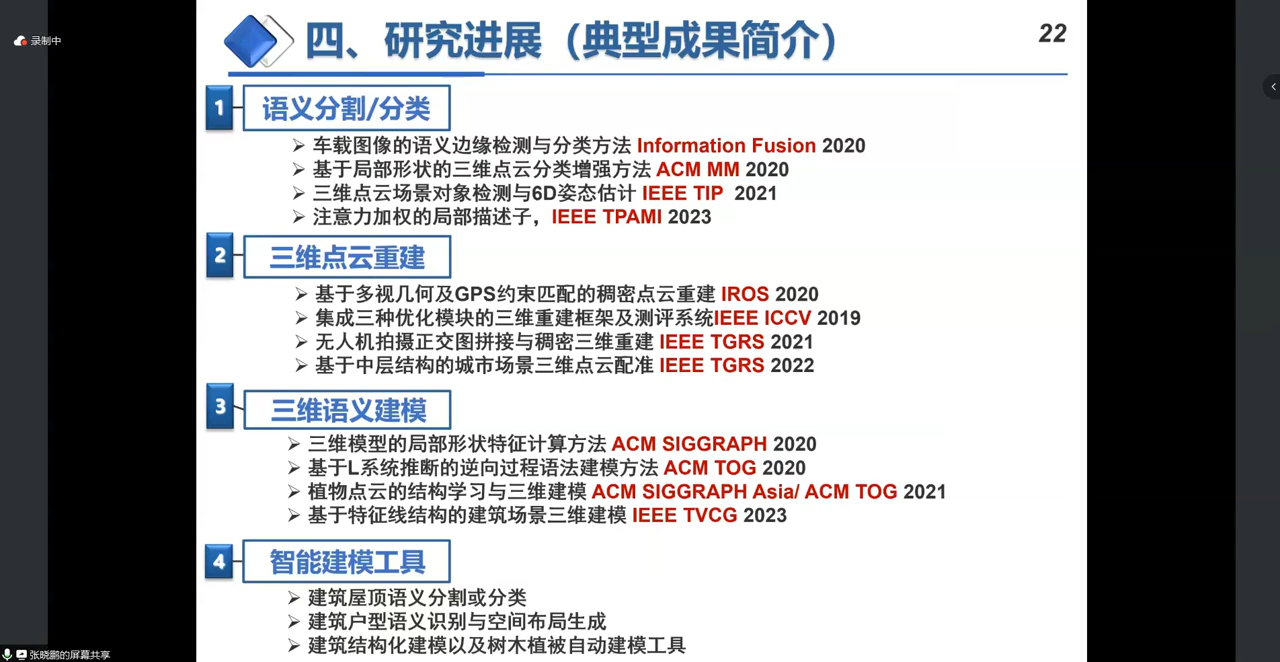 录制中
四、研究进展（典型成果简介）
22
1 语义分割/分类
➢ 车载图像的语义边缘检测与分类方法 Information Fusion 2020
➢ 基于局部形状的三维点云分类增强方法 ACM MM 2020
➢ 三维点云场景对象检测与6D姿态估计 IEEE TIP 2021
➢ 注意力加权的局部描述子，IEEE TPAMI 2023
2 三维点云重建
➢ 基于多视几何及GPS约束匹配的稠密点云重建 IROS 2020
➢ 集成三种优化模块的三维重建框架及测评系统IEEE ICCV 2019
➢ 无人机拍摄正交图拼接与稠密三维重建 IEEE TGRS 2021
➢ 基于中层结构的城市场景三维点云配准 IEEE TGRS 2022
3 三维语义建模
➢ 三维模型的局部形状特征计算方法 ACM SIGGRAPH 2020
➢ 基于L系统推断的逆向过程语法建模方法 ACM TOG 2020
➢ 植物点云的结构学习与三维建模 ACM SIGGRAPH Asia/ ACM TOG 2021
➢ 基于特征线结构的建筑场景三维建模 IEEE TVCG 2023
4 智能建模工具
➢ 建筑屋顶语义分割或分类
➢ 建筑户型语义识别与空间布局生成
➢ 建筑结构化建模以及树木植被自动建模工具
张晓鹏的屏幕共享